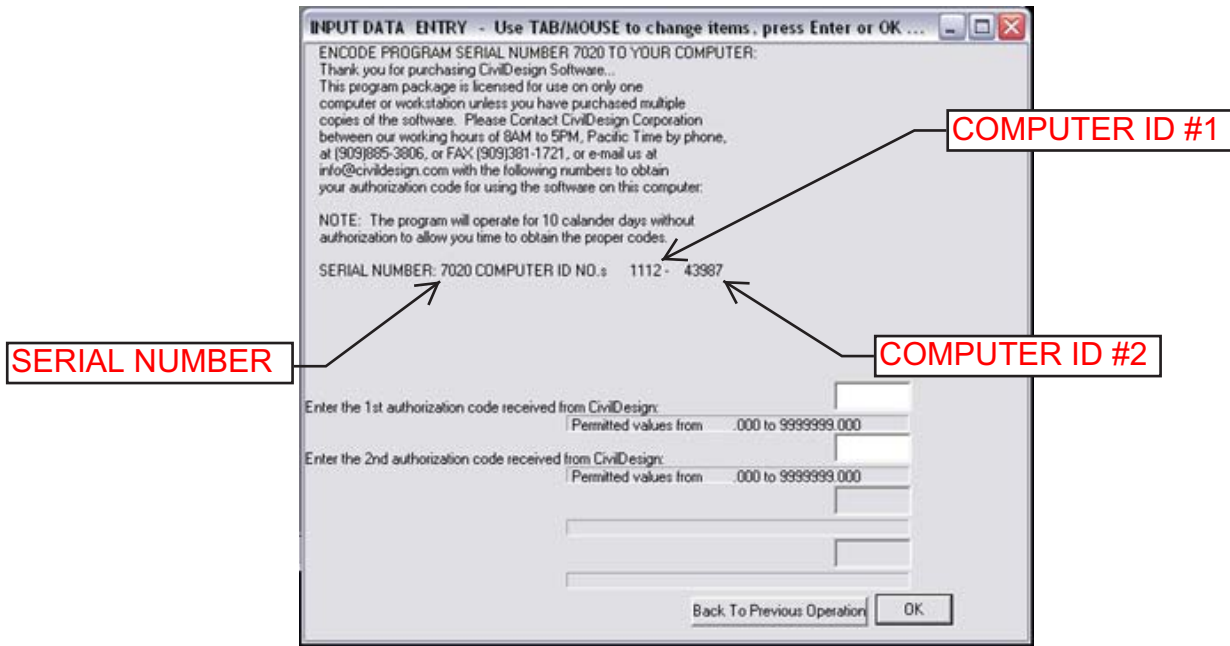 INPUT DATA ENTRY - Use TAB/MOUSE to change items, press Enter or OK ...
ENCODE PROGRAM SERIAL NUMBER 7020 TO YOUR COMPUTER:
Thank you for purchasing CivilDesign Software...
This program package is licensed for use on only one
computer or workstation unless you have purchased multiple
copies of the software. Please Contact CivilDesign Corporation
between our working hours of 8AM to 5PM, Pacific Time by phone,
at (909)885-3806, or FAX (909)381-1721, or e-mail us at
info@civildesign.com with the following numbers to obtain
your authorization code for using the software on this computer:
COMPUTER ID #1
NOTE: The program will operate for 10 calander days without
authorization to allow you time to obtain the proper codes.
SERIAL NUMBER: 7020 COMPUTER ID NO.s 1112 - 43987
SERIAL NUMBER
COMPUTER ID #2
Enter the 1st authorization code received from CivilDesign:
Permitted values from .000 to 9999999.000
Enter the 2nd authorization code received from CivilDesign:
Permitted values from .000 to 9999999.000
Back To Previous Operation
OK